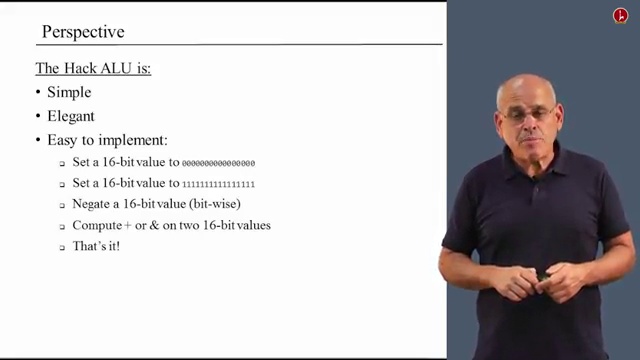 Perspective
The Hack ALU is:
• Simple
• Elegant
• Easy to implement:
❑ Set a 16-bit value to 0000000000000000
❑ Set a 16-bit value to 1111111111111111
❑ Negate a 16-bit value (bit-wise)
❑ Compute + or & on two 16-bit values
❑ That's it!